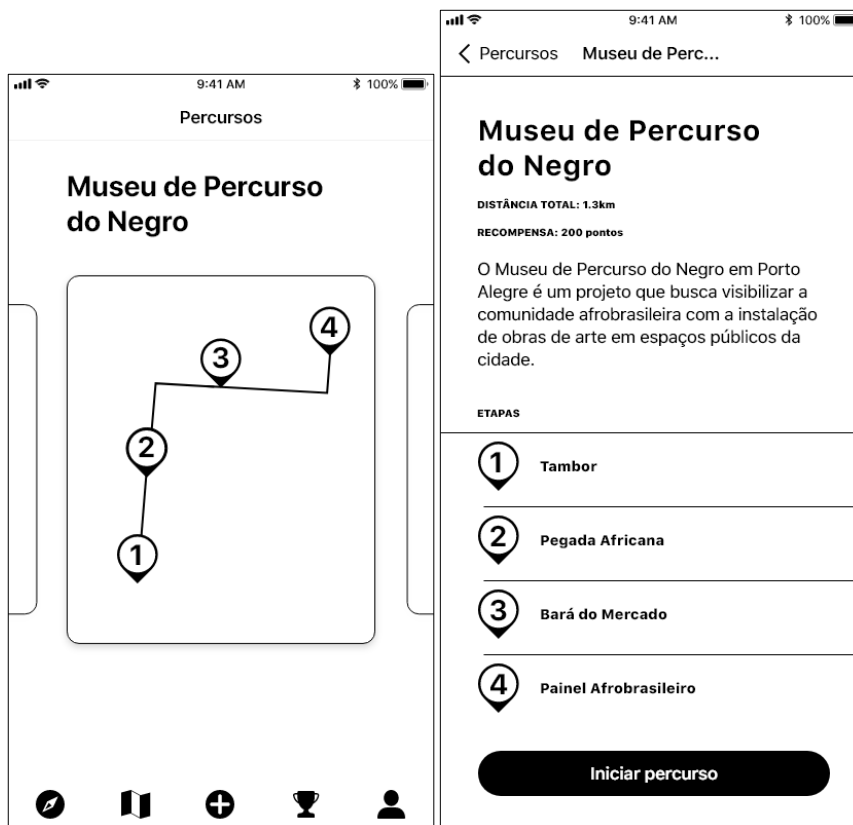 9:41 AM
100%
Percursos
Museu de Percurso
do Negro
4
3
2
1
9:41 AM
100%
Percursos
Museu de Perc...
Museu de Percurso
do Negro
DISTÂNCIA TOTAL: 1.3km
RECOMPENSA: 200 pontos
O Museu de Percurso do Negro em Porto
Alegre é um projeto que busca visibilizar a
comunidade afrobrasileira com a instalação
de obras de arte em espaços públicos da
cidade.
ETAPAS
1 Tambor
2 Pegada Africana
3 Bará do Mercado
4 Painel Afrobrasileiro
Iniciar percurso